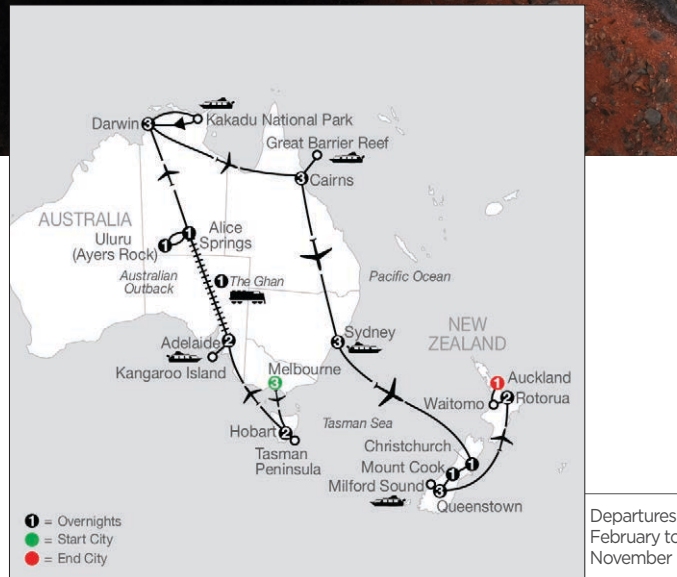 Darwin
3
Kakadu National Park
Great Barrier Reef
3
Cairns
AUSTRALIA
Uluru
(Ayers Rock)
1
1
Alice
Springs
Australian
Outback
1
The Ghan
Pacific Ocean
Adelaide
2
Kangaroo Island
Melbourne
3
3
Sydney
NEW
ZEALAND
1
Auckland
Waitomo
2
Rotorua
Hobart
2
Tasman
Peninsula
Tasman Sea
Christchurch
1
Mount Cook
1
Milford Sound
3
Queenstown
1 = Overnights
= Start City
= End City
Departures
February to
November